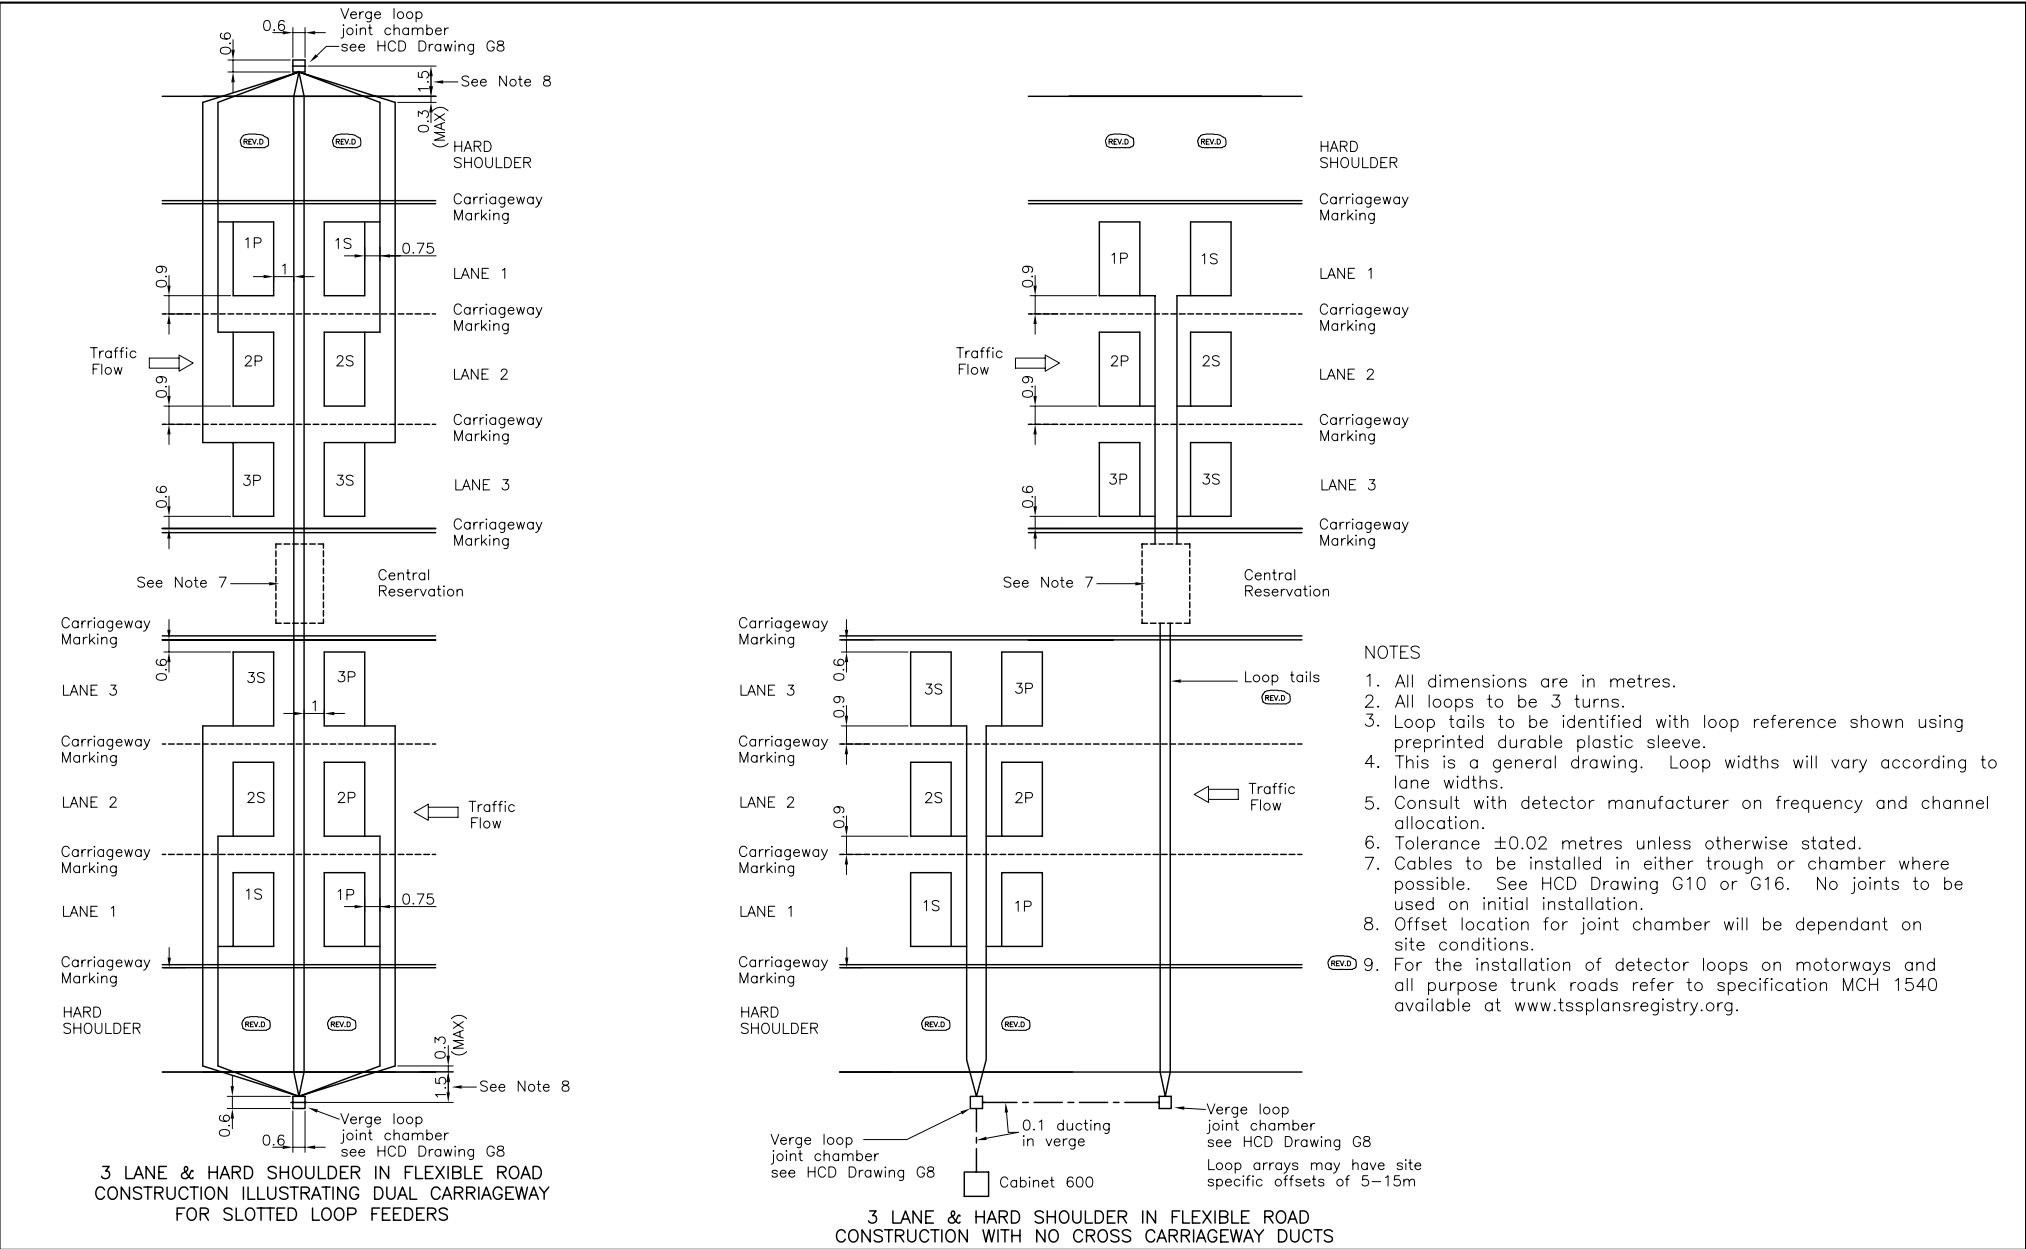 0.6
Verge loop
joint chamber
see HCD Drawing G8
0.6
1.5
See Note 8
0.3
(MAX)
REV.D
REV.D
HARD
SHOULDER
Carriageway
Marking
1P
1S
0.75
1
LANE 1
0.9
Carriageway
Marking
Traffic
Flow
2P
2S
LANE 2
0.9
Carriageway
Marking
3P
3S
LANE 3
0.6
Carriageway
Marking
See Note 7
Central
Reservation
Carriageway
Marking
0.6
LANE 3
3S
3P
1
Carriageway
Marking
LANE 2
2S
2P
Traffic
Flow
Carriageway
Marking
LANE 1
1S
1P
0.75
Carriageway
Marking
HARD
SHOULDER
REV.D
REV.D
0.3
(MAX)
1.5
See Note 8
0.6
0.6
Verge loop
joint chamber
see HCD Drawing G8
3 LANE & HARD SHOULDER IN FLEXIBLE ROAD
CONSTRUCTION ILLUSTRATING DUAL CARRIAGEWAY
FOR SLOTTED LOOP FEEDERS
REV.D
REV.D
HARD
SHOULDER
Carriageway
Marking
1P
1S
LANE 1
0.9
Carriageway
Marking
Traffic
Flow
2P
2S
LANE 2
0.9
Carriageway
Marking
3P
3S
LANE 3
0.6
Carriageway
Marking
See Note 7
Central
Reservation
Carriageway
Marking
0.6
LANE 3
3S
3P
Loop tails
REV.D
0.9
Carriageway
Marking
LANE 2
2S
2P
Traffic
Flow
0.9
Carriageway
Marking
LANE 1
1S
1P
Carriageway
Marking
HARD
SHOULDER
REV.D
REV.D
Verge loop
joint chamber
see HCD Drawing G8
0.1 ducting
in verge
Cabinet 600
Verge loop
joint chamber
see HCD Drawing G8
Loop arrays may have site
specific offsets of 5-15m
3 LANE & HARD SHOULDER IN FLEXIBLE ROAD
CONSTRUCTION WITH NO CROSS CARRIAGEWAY DUCTS
NOTES
1. All dimensions are in metres.
2. All loops to be 3 turns.
3. Loop tails to be identified with loop reference shown using
preprinted durable plastic sleeve.
4. This is a general drawing. Loop widths will vary according to
lane widths.
5. Consult with detector manufacturer on frequency and channel
allocation.
6. Tolerance ±0.02 metres unless otherwise stated.
7. Cables to be installed in either trough or chamber where
possible. See HCD Drawing G10 or G16. No joints to be
used on initial installation.
8. Offset location for joint chamber will be dependant on
site conditions.
REV.D 9. For the installation of detector loops on motorways and
all purpose trunk roads refer to specification MCH 1540
available at www.tssplansregistry.org.